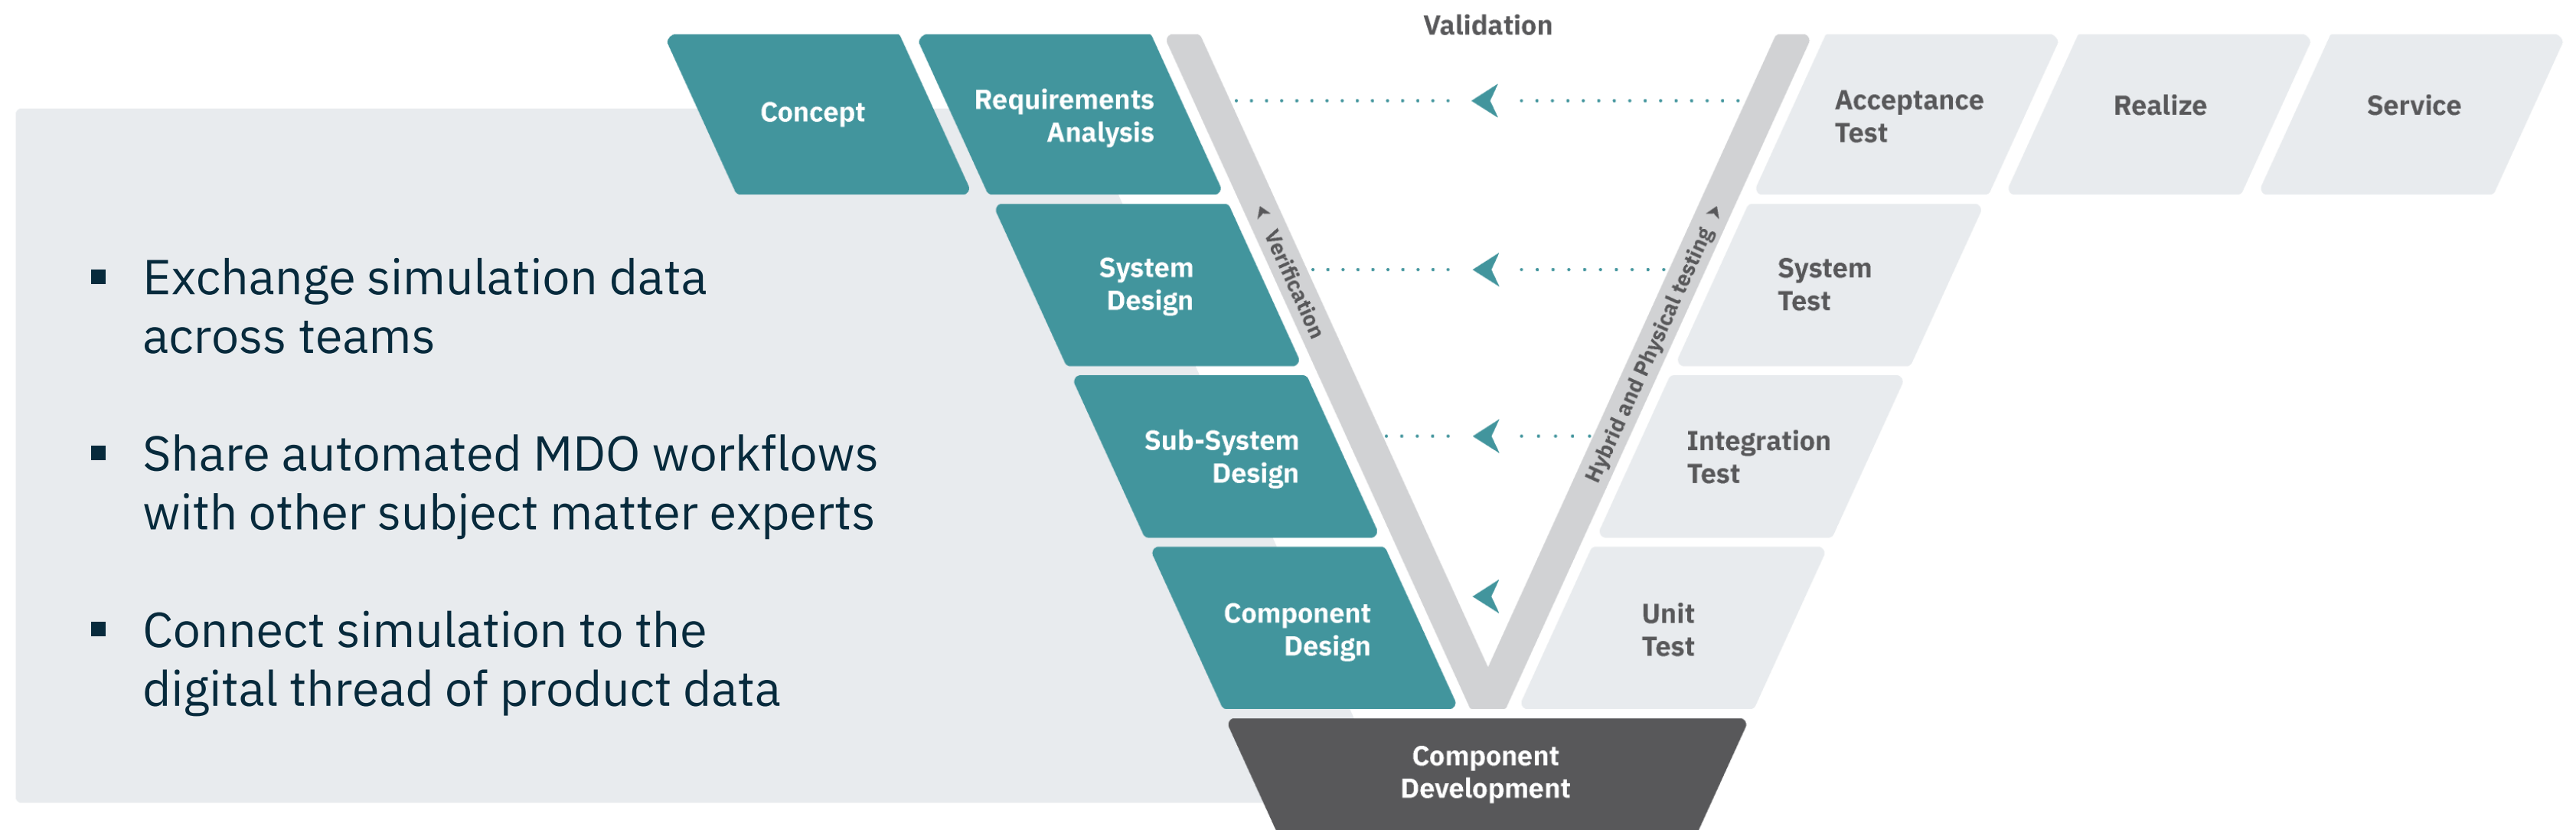 Validation
Concept
Requirements
Analysis
Acceptance
Test
Realize
Service
Verification
Hybrid and Physical testing
System
Design
System
Test
Sub-System
Design
Integration
Test
Component
Design
Unit
Test
Component
Development
▪ Exchange simulation data
across teams
▪ Share automated MDO workflows
with other subject matter experts
▪ Connect simulation to the
digital thread of product data